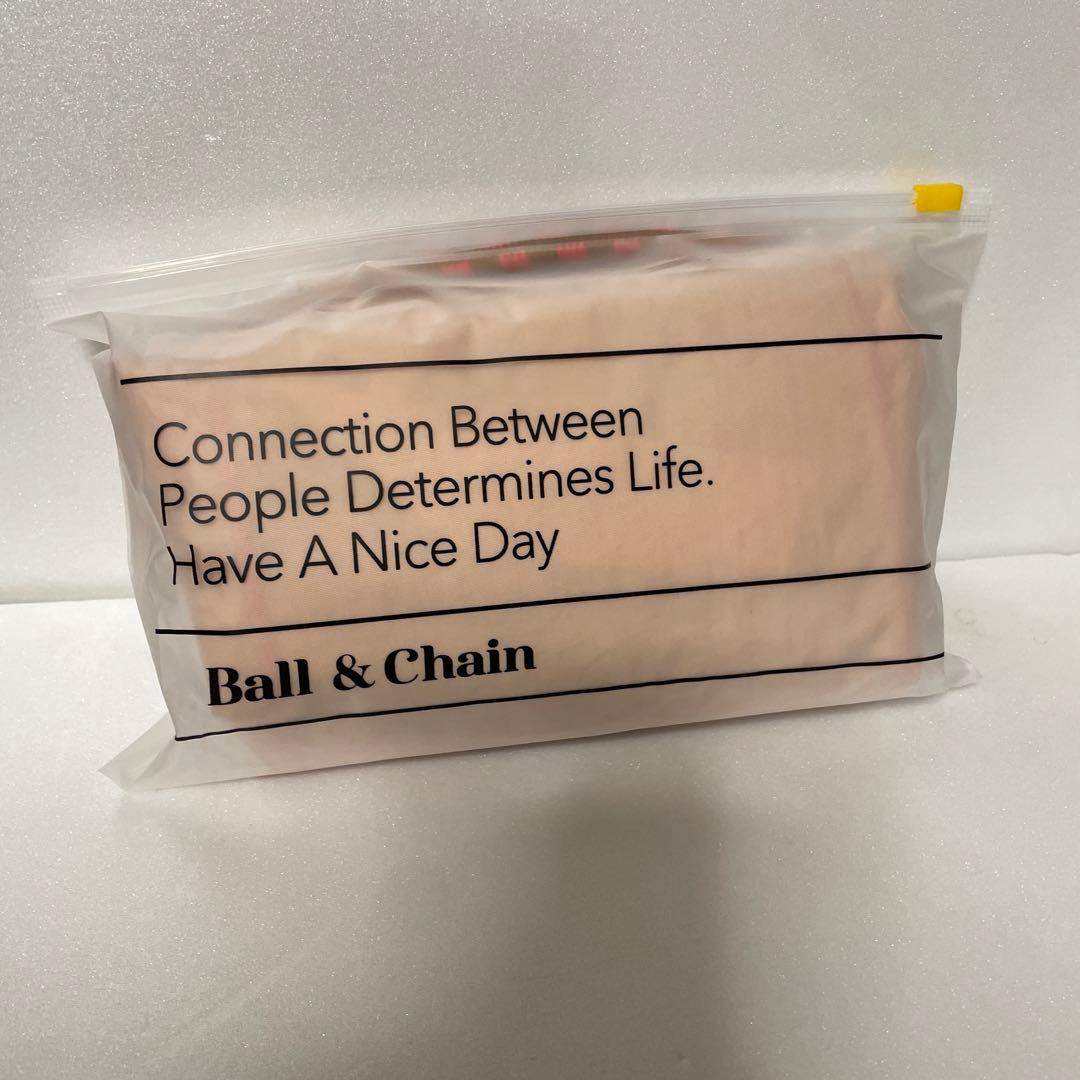 Connection Between
People Determines Life.
Have A Nice Day
Ball & Chain